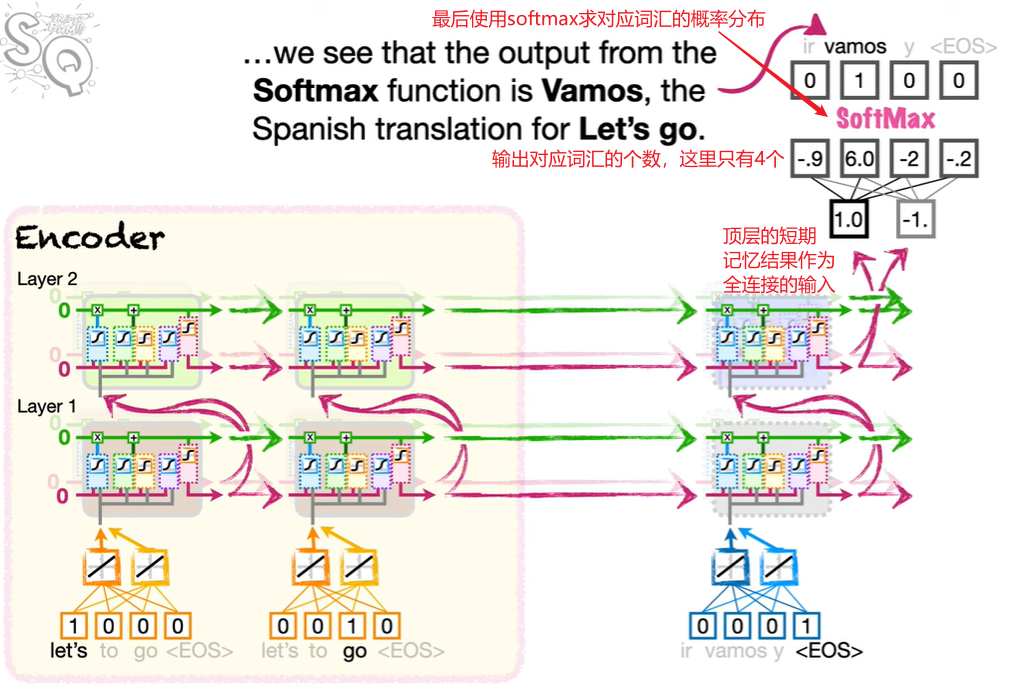 SQ
最后使用softmax求对应词汇的概率分布
…we see that the output from the
Softmax function is Vamos, the
Spanish translation for Let's go.
ir vamos y <EOS>
0 1 0 0
SoftMax
输出对应词汇的个数，这里只有4个
-.9 6.0 -2 -.2
1.0 -1.
顶层的短期
记忆结果作为
全连接的输入
Encoder
Layer 2
0
0
x + x + x +
0
0
Layer 1
0
0
x + x + x +
0
0
1 0 0 0 0 0 1 0 0 0 0 1
let's to go <EOS> let's to go <EOS> ir vamos y <EOS>